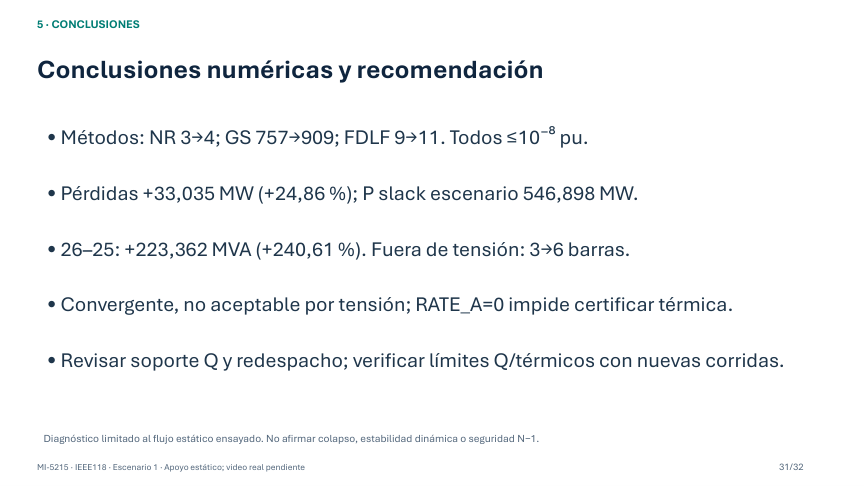 5 · CONCLUSIONES
Conclusiones numéricas y recomendación
• Métodos: NR 3→4; GS 757→909; FDLF 9→11. Todos ≤10⁻⁸ pu.
• Pérdidas +33,035 MW (+24,86 %); P slack escenario 546,898 MW.
• 26–25: +223,362 MVA (+240,61 %). Fuera de tensión: 3→6 barras.
• Convergente, no aceptable por tensión; RATE_A=0 impide certificar térmica.
• Revisar soporte Q y redespacho; verificar límites Q/térmicos con nuevas corridas.
Diagnóstico limitado al flujo estático ensayado. No afirmar colapso, estabilidad dinámica o seguridad N−1.
MI-5215 · IEEE118 · Escenario 1 · Apoyo estático; video real pendiente
31/32